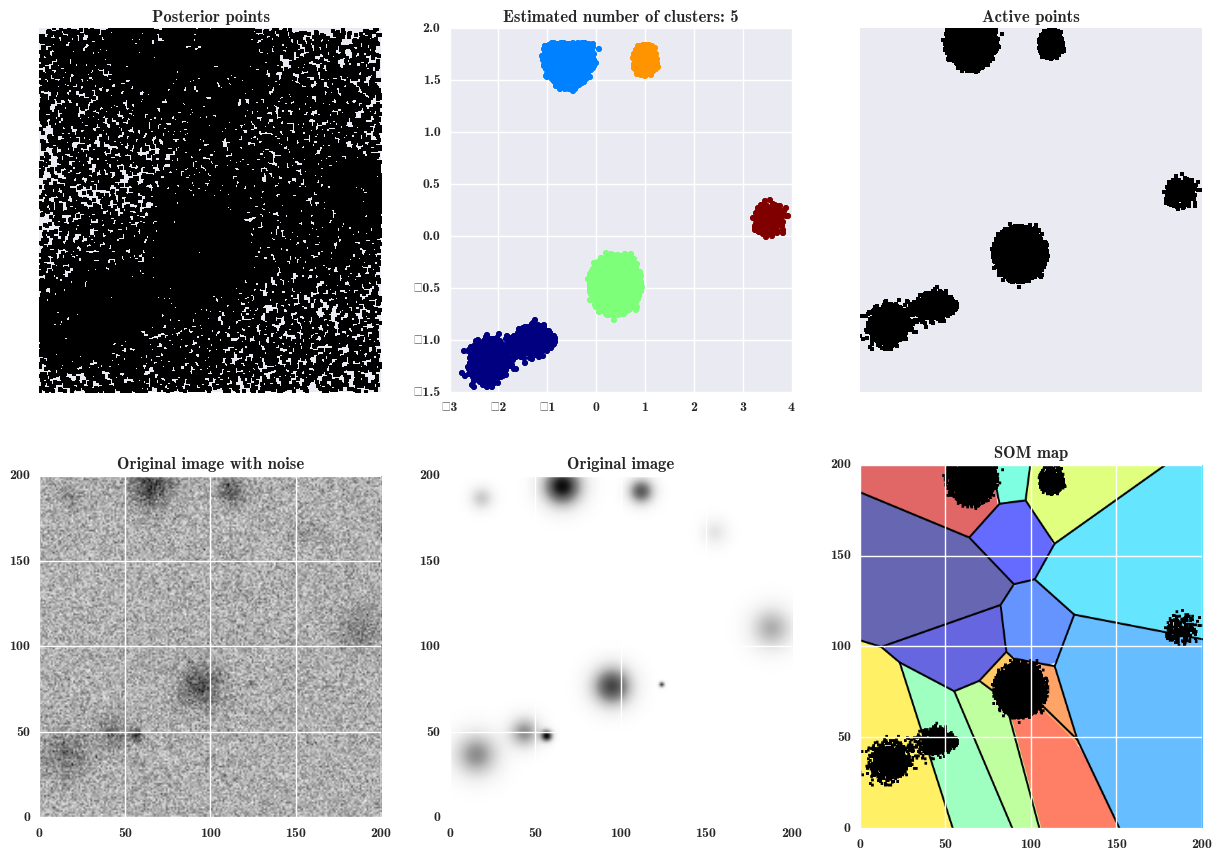 Posterior points
Estimated number of clusters: 5
Active points
2.0
1.5
1.0
0.5
0.0
□0.5
□1.0
□1.5
□3 □2 □1 0 1 2 3 4
Original image with noise
Original image
SOM map
200
150
100
50
0
0 50 100 150 200
200
150
100
50
0
0 50 100 150 200
200
150
100
50
0
0 50 100 150 200